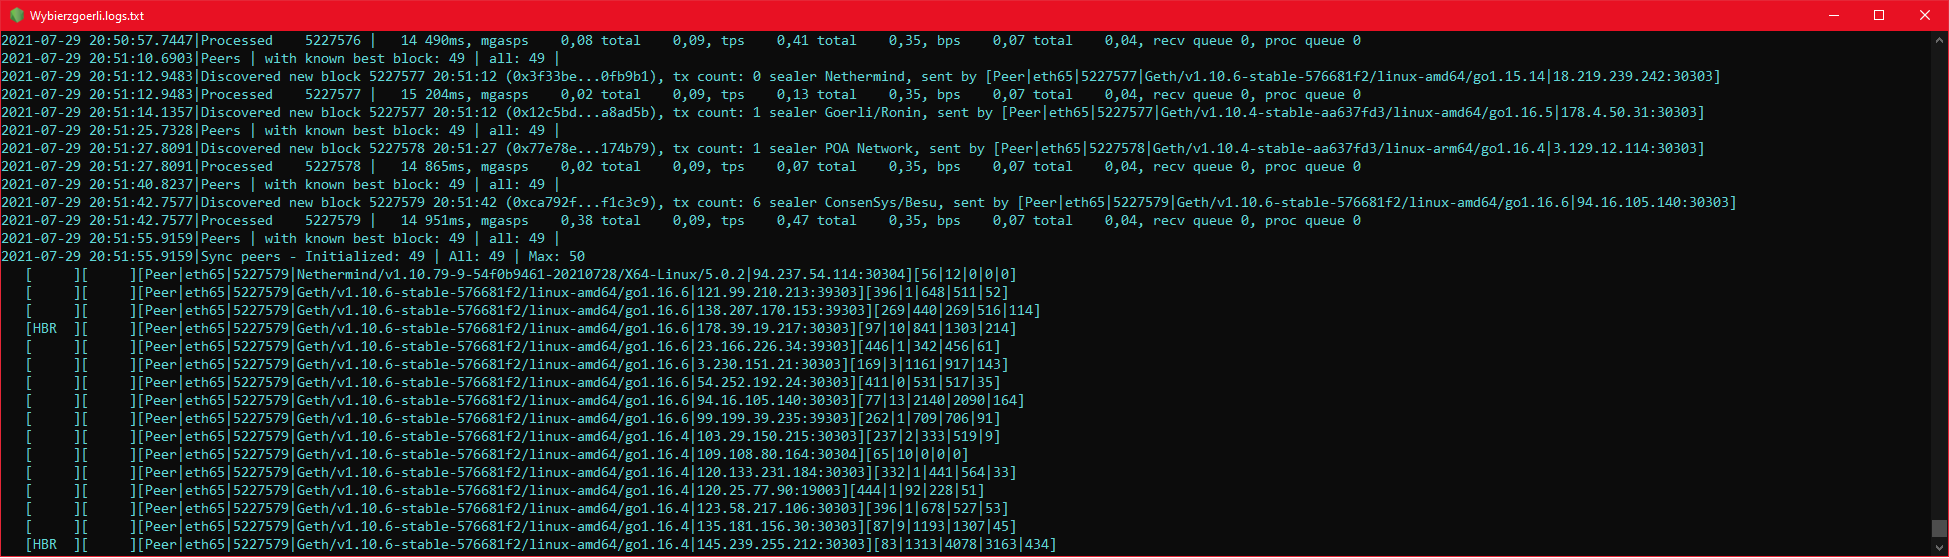 Wybierzgoerli.logs.txt
2021-07-29 20:50:57.7447|Processed    5227576 |   14 490ms, mgasps    0,08 total    0,09, tps    0,41 total    0,35, bps    0,07 total    0,04, recv queue 0, proc queue 0
2021-07-29 20:51:10.6903|Peers | with known best block: 49 | all: 49 |
2021-07-29 20:51:12.9483|Discovered new block 5227577 20:51:12 (0x3f33be...0fb9b1), tx count: 0 sealer Nethermind, sent by [Peer|eth65|5227577|Geth/v1.10.6-stable-576681f2/linux-amd64/go1.15.14|18.219.239.242:30303]
2021-07-29 20:51:12.9483|Processed    5227577 |   15 204ms, mgasps    0,02 total    0,09, tps    0,13 total    0,35, bps    0,07 total    0,04, recv queue 0, proc queue 0
2021-07-29 20:51:14.1357|Discovered new block 5227577 20:51:12 (0x12c5bd...a8ad5b), tx count: 1 sealer Goerli/Ronin, sent by [Peer|eth65|5227577|Geth/v1.10.4-stable-aa637fd3/linux-amd64/go1.16.5|178.4.50.31:30303]
2021-07-29 20:51:25.7328|Peers | with known best block: 49 | all: 49 |
2021-07-29 20:51:27.8091|Discovered new block 5227578 20:51:27 (0x77e78e...174b79), tx count: 1 sealer POA Network, sent by [Peer|eth65|5227578|Geth/v1.10.4-stable-aa637fd3/linux-arm64/go1.16.4|3.129.12.114:30303]
2021-07-29 20:51:27.8091|Processed    5227578 |   14 865ms, mgasps    0,02 total    0,09, tps    0,07 total    0,35, bps    0,07 total    0,04, recv queue 0, proc queue 0
2021-07-29 20:51:40.8237|Peers | with known best block: 49 | all: 49 |
2021-07-29 20:51:42.7577|Discovered new block 5227579 20:51:42 (0xca792f...f1c3c9), tx count: 6 sealer ConsenSys/Besu, sent by [Peer|eth65|5227579|Geth/v1.10.6-stable-576681f2/linux-amd64/go1.16.6|94.16.105.140:30303]
2021-07-29 20:51:42.7577|Processed    5227579 |   14 951ms, mgasps    0,38 total    0,09, tps    0,47 total    0,35, bps    0,07 total    0,04, recv queue 0, proc queue 0
2021-07-29 20:51:55.9159|Peers | with known best block: 49 | all: 49 |
2021-07-29 20:51:55.9159|Sync peers - Initialized: 49 | All: 49 | Max: 50
[     ][     ][Peer|eth65|5227579|Nethermind/v1.10.79-9-54f0b9461-20210728/X64-Linux/5.0.2|94.237.54.114:30304][56|12|0|0|0]
[     ][     ][Peer|eth65|5227579|Geth/v1.10.6-stable-576681f2/linux-amd64/go1.16.6|121.99.210.213:39303][396|1|648|511|52]
[     ][     ][Peer|eth65|5227579|Geth/v1.10.6-stable-576681f2/linux-amd64/go1.16.6|138.207.170.153:39303][269|440|269|516|114]
[HBR  ][     ][Peer|eth65|5227579|Geth/v1.10.6-stable-576681f2/linux-amd64/go1.16.6|178.39.19.217:30303][97|10|841|1303|214]
[     ][     ][Peer|eth65|5227579|Geth/v1.10.6-stable-576681f2/linux-amd64/go1.16.6|23.166.226.34:39303][446|1|342|456|61]
[     ][     ][Peer|eth65|5227579|Geth/v1.10.6-stable-576681f2/linux-amd64/go1.16.6|3.230.151.21:30303][169|3|1161|917|143]
[     ][     ][Peer|eth65|5227579|Geth/v1.10.6-stable-576681f2/linux-amd64/go1.16.6|54.252.192.24:30303][411|0|531|517|35]
[     ][     ][Peer|eth65|5227579|Geth/v1.10.6-stable-576681f2/linux-amd64/go1.16.6|94.16.105.140:30303][77|13|2140|2090|164]
[     ][     ][Peer|eth65|5227579|Geth/v1.10.6-stable-576681f2/linux-amd64/go1.16.6|99.199.39.235:39303][262|1|709|706|91]
[     ][     ][Peer|eth65|5227579|Geth/v1.10.6-stable-576681f2/linux-amd64/go1.16.4|103.29.150.215:30303][237|2|333|519|9]
[     ][     ][Peer|eth65|5227579|Geth/v1.10.6-stable-576681f2/linux-amd64/go1.16.4|109.108.80.164:30304][65|10|0|0|0]
[     ][     ][Peer|eth65|5227579|Geth/v1.10.6-stable-576681f2/linux-amd64/go1.16.4|120.133.231.184:30303][332|1|441|564|33]
[     ][     ][Peer|eth65|5227579|Geth/v1.10.6-stable-576681f2/linux-amd64/go1.16.4|120.25.77.90:19003][444|1|92|228|51]
[     ][     ][Peer|eth65|5227579|Geth/v1.10.6-stable-576681f2/linux-amd64/go1.16.4|123.58.217.106:30303][396|1|678|527|53]
[     ][     ][Peer|eth65|5227579|Geth/v1.10.6-stable-576681f2/linux-amd64/go1.16.4|135.181.156.30:30303][87|9|1193|1307|45]
[HBR  ][     ][Peer|eth65|5227579|Geth/v1.10.6-stable-576681f2/linux-amd64/go1.16.4|145.239.255.212:30303][83|1313|4078|3163|434]